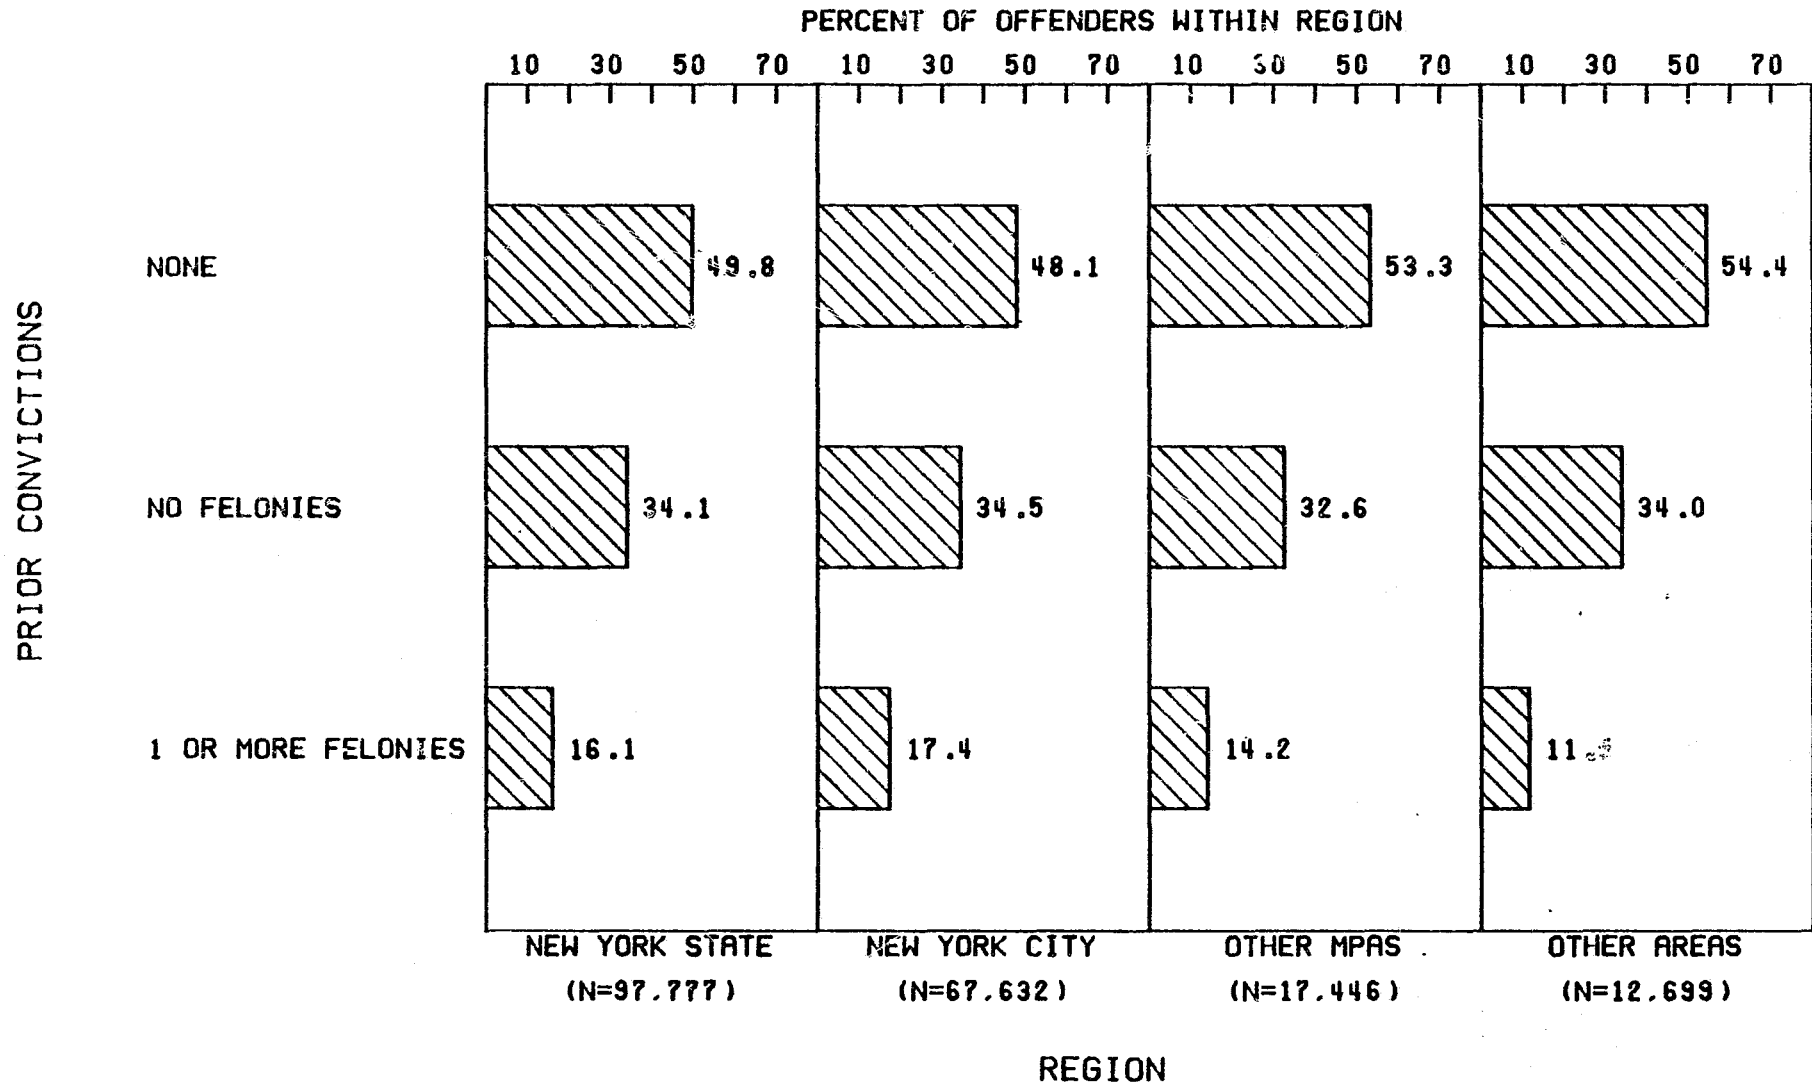 PERCENT OF OFFENDERS WITHIN REGION
10 30 50 70 10 30 50 70 10 30 50 70 10 30 50 70
PRIOR CONVICTIONS
NONE 49.8 48.1 53.3 54.4
NO FELONIES 34.1 34.5 32.6 34.0
1 OR MORE FELONIES 16.1 17.4 14.2
NEW YORK STATE NEW YORK CITY OTHER MPAS OTHER AREAS
(N=97,777) (N=67,632) (N=17,446) (N=12,699)
REGION